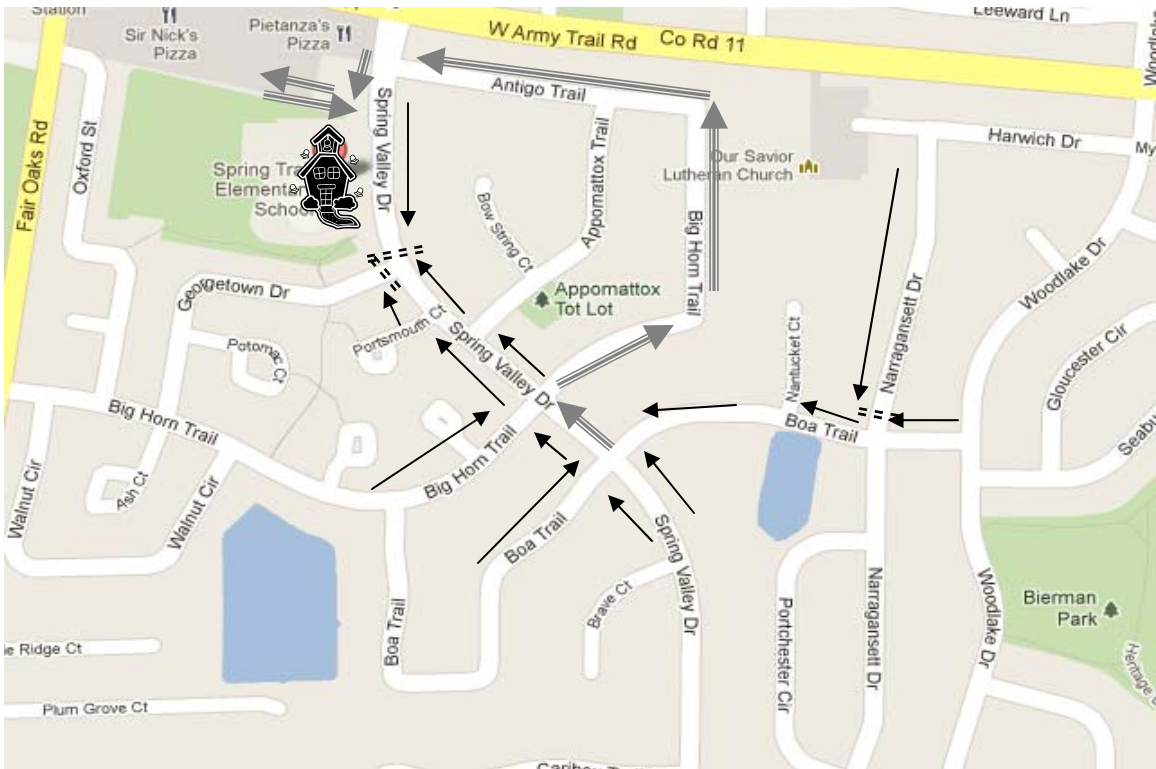 Station
Sir Nick's
Pizza
Pietanza's
Pizza
W Army Trail Rd
Co Rd 11
Leeward Ln
Woodlake
Fair Oaks Rd
Oxford St
Spring Valley Dr
Antigo Trail
Appomattox Trail
Harwich Dr
My
Our Savior
Lutheran Church
Spring
Elementary
School
Bow String Ct
Big Horn Trail
Narragansett Dr
Woodlake Dr
Georgetown Dr
Appomattox
Tot Lot
Portsmouth Ct
Spring Valley Dr
Nantucket Ct
Gloucester Cir
Potomac Ct
Big Horn Trail
Boa Trail
Seabu
Walnut Cir
Ash Ct
Walnut Cir
Big Horn Trail
Boa Trail
Spring Valley Dr
Brave Ct
Boa Trail
Portchester Cir
Narragansett Dr
Woodlake Dr
Bierman
Park
Heritage
e Ridge Ct
Plum Grove Ct